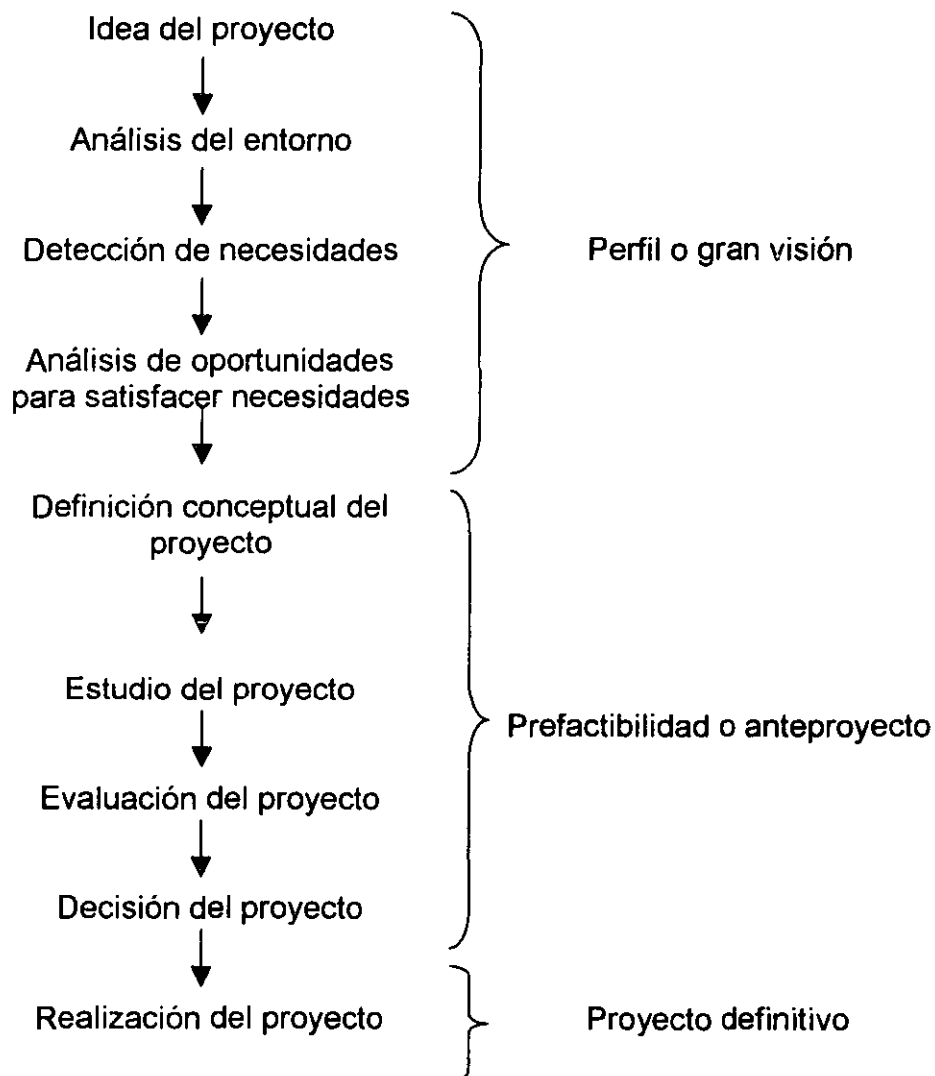 Idea del proyecto
Análisis del entorno
Detección de necesidades
Perfil o gran visión
Análisis de oportunidades
para satisfacer necesidades
Definición conceptual del
proyecto
Estudio del proyecto
Prefactibilidad o anteproyecto
Evaluación del proyecto
Decisión del proyecto
Realización del proyecto
Proyecto definitivo